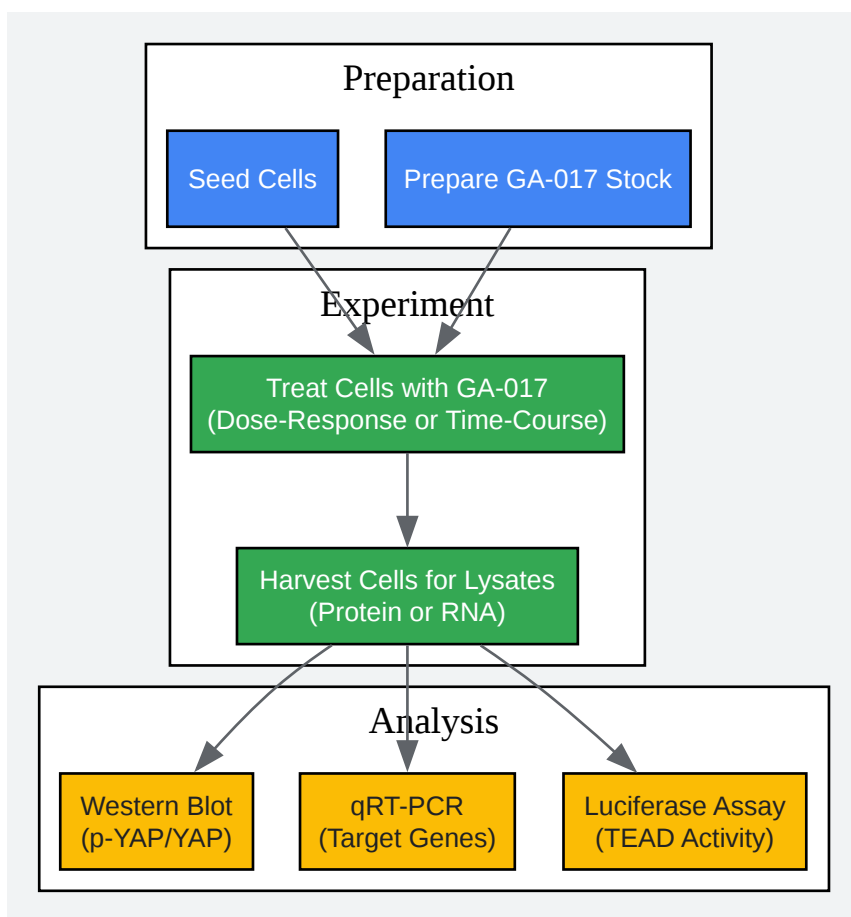 Preparation
Seed Cells
Prepare GA-017 Stock
Experiment
Treat Cells with GA-017
(Dose-Response or Time-Course)
Harvest Cells for Lysates
(Protein or RNA)
Analysis
Western Blot
(p-YAP/YAP)
qRT-PCR
(Target Genes)
Luciferase Assay
(TEAD Activity)